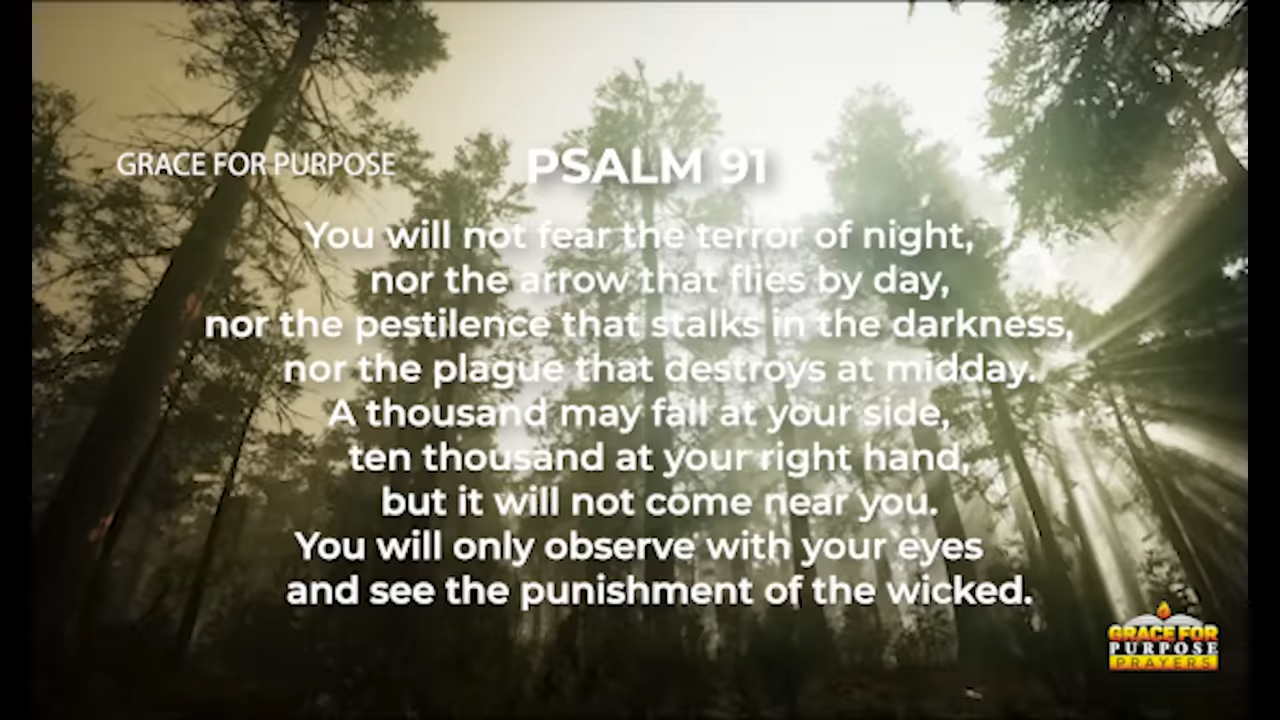 GRACE FOR PURPOSE
PSALM 91
You will not fear the terror of night,
nor the arrow that flies by day,
nor the pestilence that stalks in the darkness,
nor the plague that destroys at midday.
A thousand may fall at your side,
ten thousand at your right hand,
but it will not come near you.
You will only observe with your eyes
and see the punishment of the wicked.
GRACE FOR
PURPOSE
PRAYERS